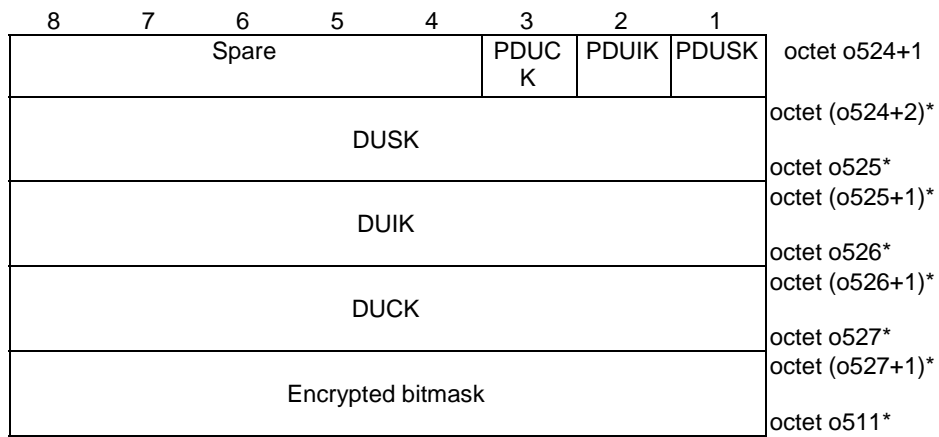 8 7 6 5 4 3 2 1
Spare PDUC PDUIK PDUSK octet o524+1
K
octet (o524+2)*
DUSK
octet o525*
octet (o525+1)*
DUIK
octet o526*
octet (o526+1)*
DUCK
octet o527*
octet (o527+1)*
Encrypted bitmask
octet o511*